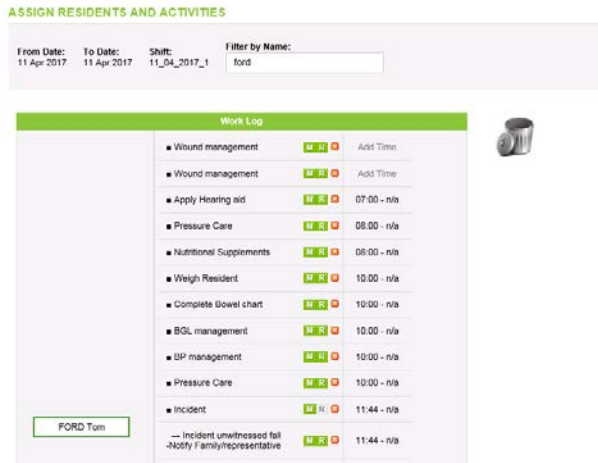 ASSIGN RESIDENTS AND ACTIVITIES
From Date: To Date: Shift: Filter by Name:
11 Apr 2017 11 Apr 2017 11_04_2017_1 ford
Work Log
Wound management M R Add Time
Wound management M R Add Time
Apply Hearing aid M R 07:00 - n/a
Pressure Care M R 08:00 - n/a
Nutritional Supplements M R 08:00 - n/a
Weigh Resident M R 10:00 - n/a
Complete Bowel chart M R 10:00 - n/a
BGL management M R 10:00 - n/a
BP management M R 10:00 - n/a
Pressure Care M R 10:00 - n/a
Incident M R 11:44 - n/a
FORD Tom
— Incident unwitnessed fall
-Notify Family/representative M R 11:44 - n/a